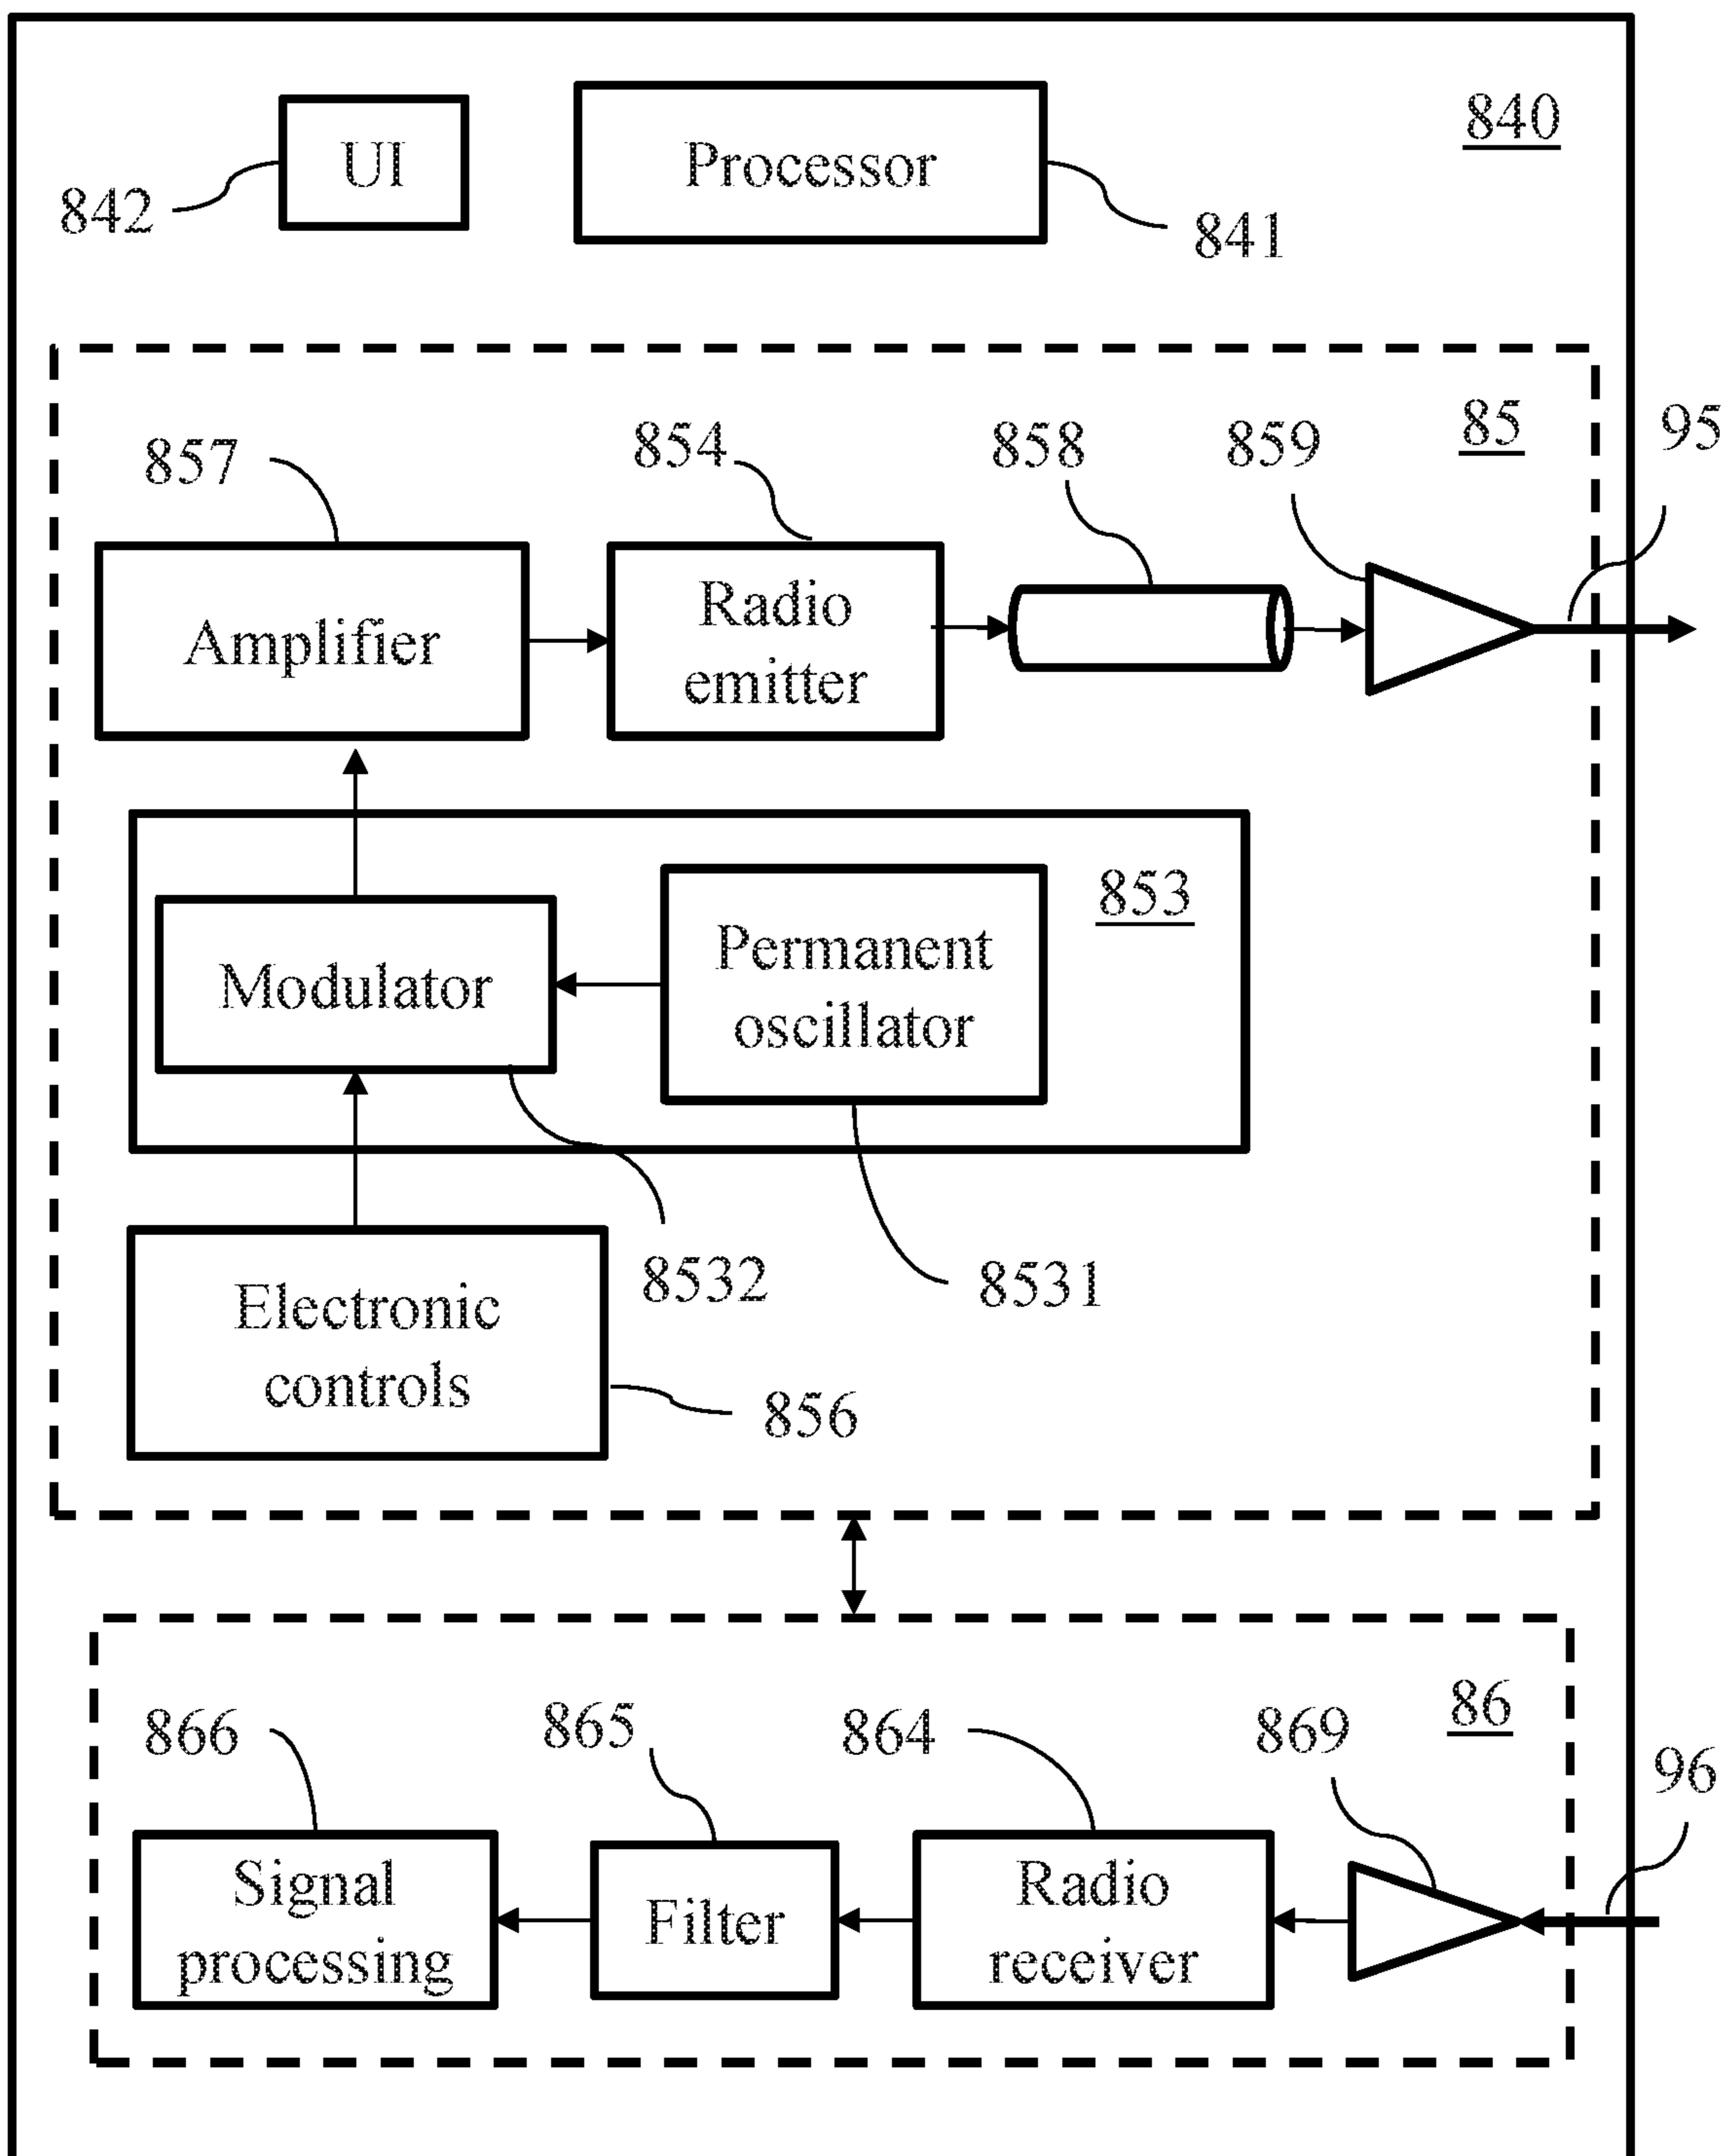 UI
Processor
840
842
841
85
95
857
854
858
859
Amplifier
Radio
emitter
853
Modulator
Permanent
oscillator
8532
8531
Electronic
controls
856
86
866
865
864
869
96
Signal
processing
Filter
Radio
receiver